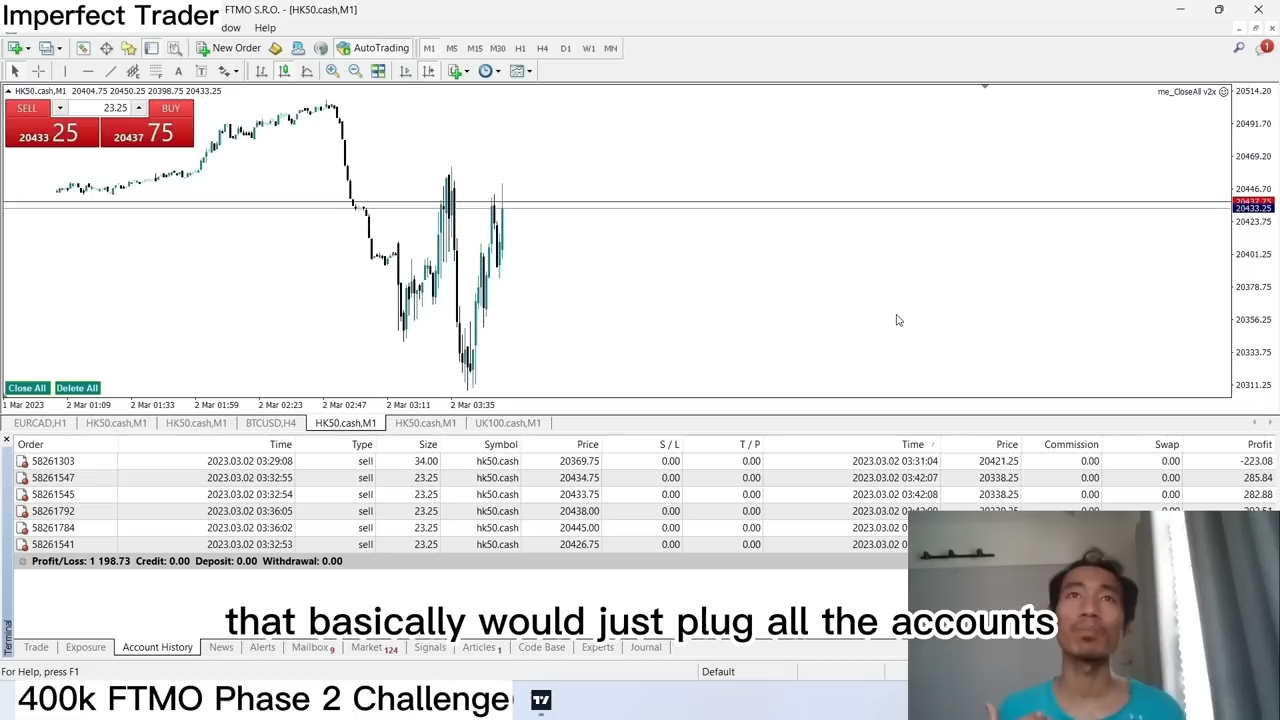 Imperfect Trader
FTMO S.R.O. - [HK50.cash,M1]
dow Help
New Order AutoTrading M1 M5 M15 M30 H1 H4 D1 W1 MN 1
HK50.cash,M1 20404.75 20450.25 20398.75 20433.25
me_CloseAll v2x
SELL 23.25 BUY
20433 25 20437 75
20514.20
20491.70
20469.20
20446.70
20437.75
20433.25
20423.75
20401.25
20378.75
20356.25
20333.75
20311.25
Close All Delete All
1 Mar 2023 2 Mar 01:09 2 Mar 01:33 2 Mar 01:59 2 Mar 02:23 2 Mar 02:47 2 Mar 03:11 2 Mar 03:35
EURCAD,H1 HK50.cash,M1 HK50.cash,M1 BTCUSD,H4 HK50.cash,M1 HK50.cash,M1 UK100.cash,M1
Order Time Type Size Symbol Price S / L T / P Time / Price Commission Swap Profit
58261303 2023.03.02 03:29:08 sell 34.00 hk50.cash 20369.75 0.00 0.00 2023.03.02 03:31:04 20421.25 0.00 0.00 -223.08
58261547 2023.03.02 03:32:55 sell 23.25 hk50.cash 20434.75 0.00 0.00 2023.03.02 03:42:07 20338.25 0.00 0.00 285.84
58261545 2023.03.02 03:32:54 sell 23.25 hk50.cash 20433.75 0.00 0.00 2023.03.02 03:42:08 20338.25 0.00 0.00 282.88
58261792 2023.03.02 03:36:05 sell 23.25 hk50.cash 20438.00 0.00 0.00
58261784 2023.03.02 03:36:02 sell 23.25 hk50.cash 20445.00 0.00 0.00 2023.03.02 0
58261541 2023.03.02 03:32:53 sell 23.25 hk50.cash 20426.75 0.00 0.00 2023.03.02 0
Profit/Loss: 1 198.73 Credit: 0.00 Deposit: 0.00 Withdrawal: 0.00
that basically would just plug all the accounts
Terminal
Trade Exposure Account History News Alerts Mailbox 9 Market 124 Signals Articles 1 Code Base Experts Journal
For Help, press F1 Default
400k FTMO Phase 2 Challenge